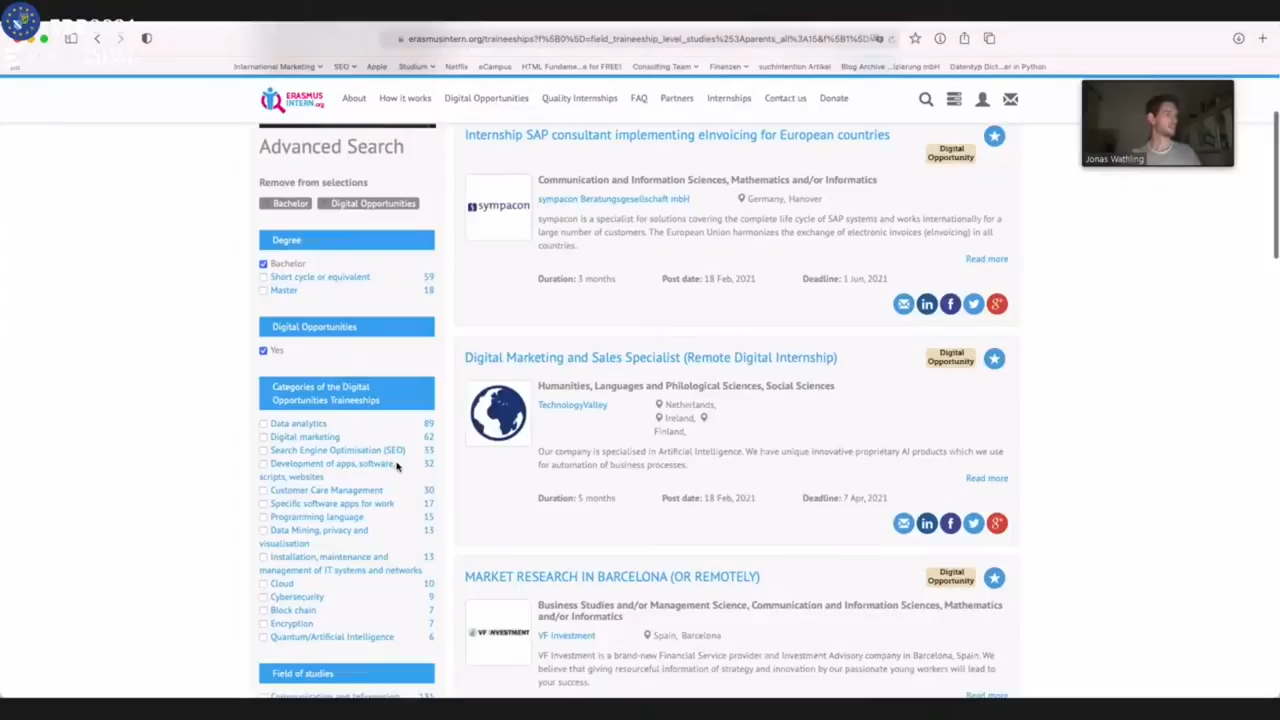 erasmusintern.org/traineeships?f%5B0%5D=field_traineeship_level_studies%253Aparents_all%3A15&f%5B1%5D
International Marketing SEO Apple Studium Netflix eCampus HTML Fundame...e for FREE! Consulting Team Finanzen suchintention Artikel Blog Archive ...izierung mbH Datentyp Dict...er in Python
ERASMUS INTERN.org
About How it works Digital Opportunities Quality Internships FAQ Partners Internships Contact us Donate
Jonas Wathling
Advanced Search
Remove from selections
Bachelor Digital Opportunities
Degree
Bachelor
Short cycle or equivalent 59
Master 18
Digital Opportunities
Yes
Categories of the Digital
Opportunities Traineeships
Data analytics 89
Digital marketing 62
Search Engine Optimisation (SEO) 33
Development of apps, software, 32
scripts, websites
Customer Care Management 30
Specific software apps for work 17
Programming language 15
Data Mining, privacy and 13
visualisation
Installation, maintenance and 13
management of IT systems and networks
Cloud 10
Cybersecurity 9
Block chain 7
Encryption 7
Quantum/Artificial Intelligence 6
Field of studies
Communication and Information 131
Internship SAP consultant implementing eInvoicing for European countries
Digital
Opportunity
sympacon
Communication and Information Sciences, Mathematics and/or Informatics
sympacon Beratungsgesellschaft mbH Germany, Hanover
sympacon is a specialist for solutions covering the complete life cycle of SAP systems and works internationally for a
large number of customers. The European Union harmonizes the exchange of electronic invoices (eInvoicing) in all
countries.
Read more
Duration: 3 months Post date: 18 Feb, 2021 Deadline: 1 Jun, 2021
Digital Marketing and Sales Specialist (Remote Digital Internship)
Digital
Opportunity
Humanities, Languages and Philological Sciences, Social Sciences
TechnologyValley Netherlands,
Ireland,
Finland,
Our company is specialised in Artificial Intelligence. We have unique innovative proprietary AI products which we use
for automation of business processes.
Read more
Duration: 5 months Post date: 18 Feb, 2021 Deadline: 7 Apr, 2021
MARKET RESEARCH IN BARCELONA (OR REMOTELY)
Digital
Opportunity
VF INVESTMENT
Business Studies and/or Management Science, Communication and Information Sciences, Mathematics
and/or Informatics
VF Investment Spain, Barcelona
VF Investment is a brand-new Financial Service provider and Investment Advisory company in Barcelona, Spain. We
believe that giving resourceful information of strategy and innovation by our passionate young workers will lead to
your success.
Read more